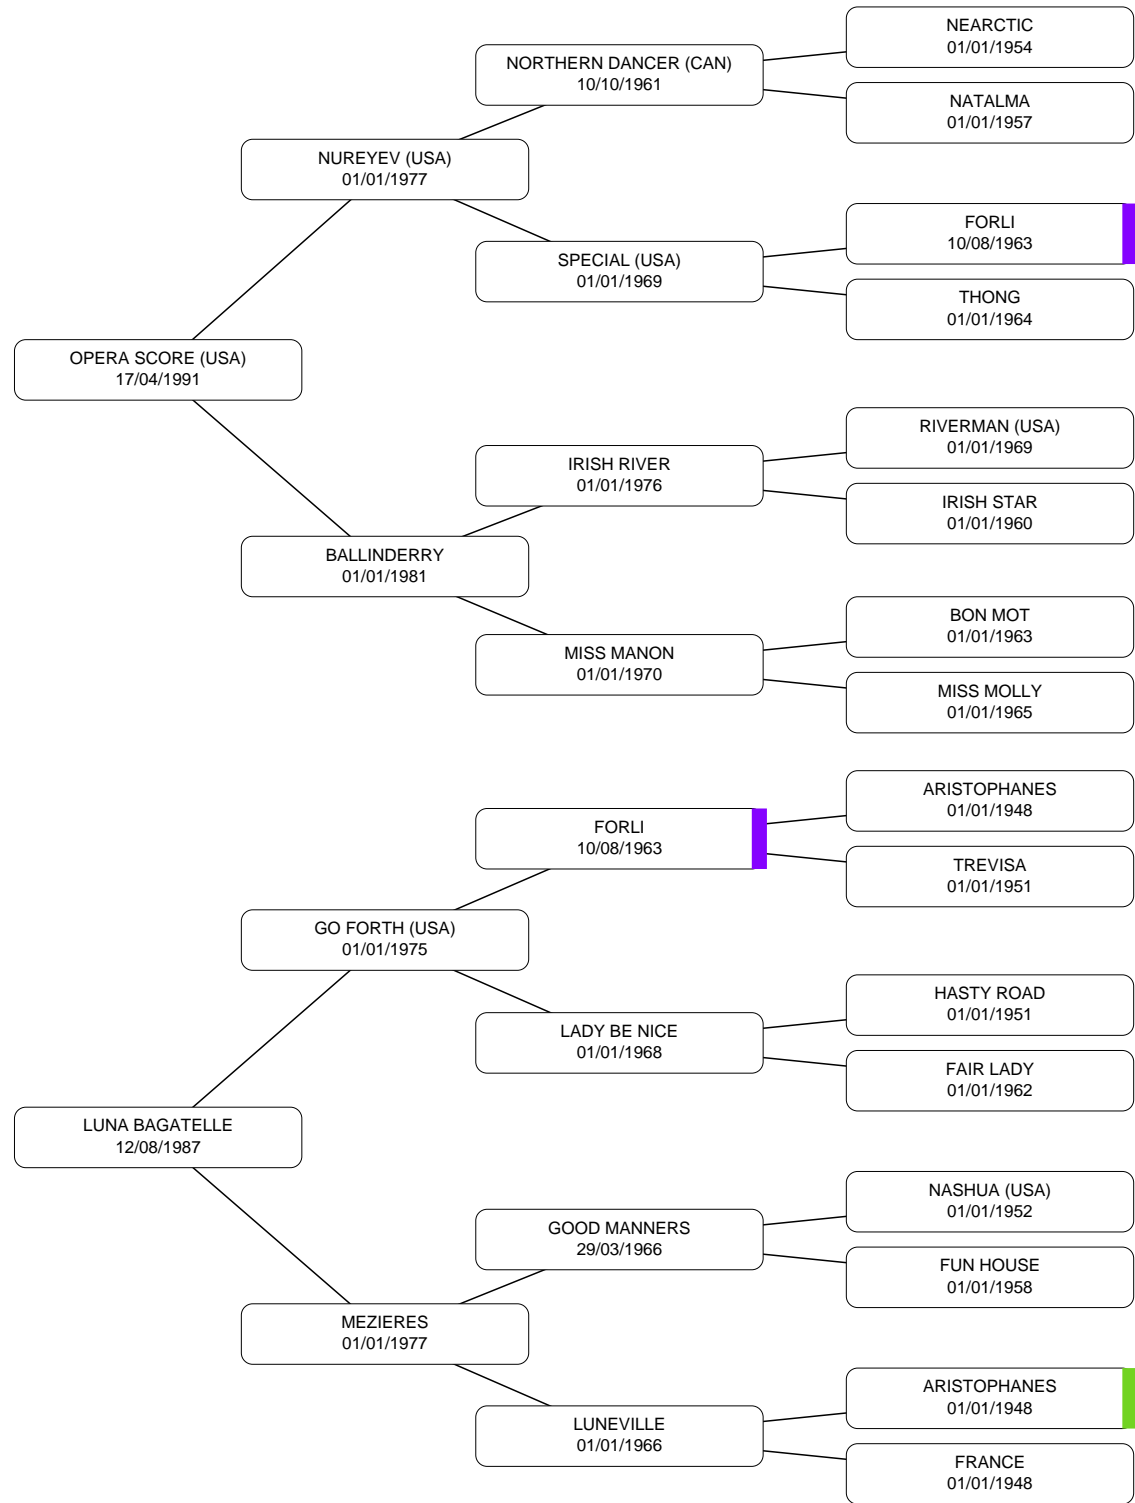 NEARCTIC
01/01/1954
NORTHERN DANCER (CAN)
10/10/1961
NATALMA
01/01/1957
NUREYEV (USA)
01/01/1977
FORLI
10/08/1963
SPECIAL (USA)
01/01/1969
THONG
01/01/1964
OPERA SCORE (USA)
17/04/1991
RIVERMAN (USA)
01/01/1969
IRISH RIVER
01/01/1976
IRISH STAR
01/01/1960
BALLINDERRY
01/01/1981
BON MOT
01/01/1963
MISS MANON
01/01/1970
MISS MOLLY
01/01/1965
ARISTOPHANES
01/01/1948
FORLI
10/08/1963
TREVISA
01/01/1951
GO FORTH (USA)
01/01/1975
HASTY ROAD
01/01/1951
LADY BE NICE
01/01/1968
FAIR LADY
01/01/1962
LUNA BAGATELLE
12/08/1987
NASHUA (USA)
01/01/1952
GOOD MANNERS
29/03/1966
FUN HOUSE
01/01/1958
MEZIERES
01/01/1977
ARISTOPHANES
01/01/1948
LUNEVILLE
01/01/1966
FRANCE
01/01/1948